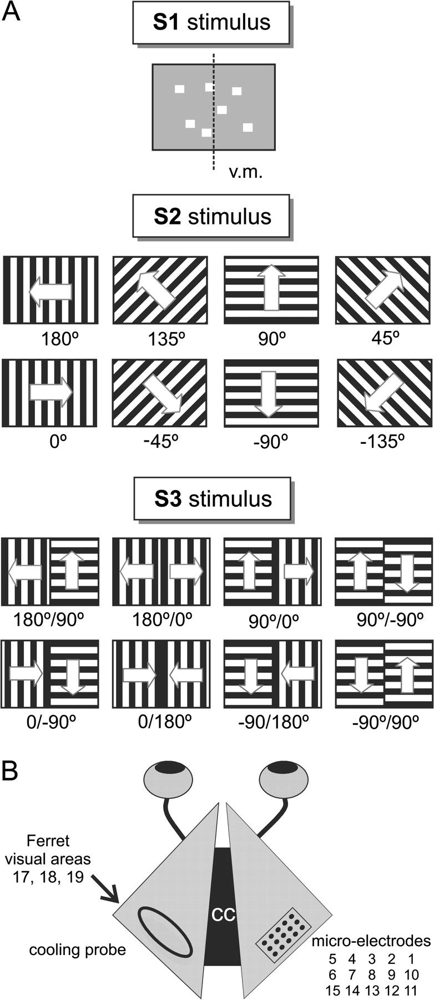 A
S1 stimulus
v.m.
S2 stimulus
180º 135º 90º 45º
0º -45º -90º -135º
S3 stimulus
180º/90º 180º/0º 90º/0º 90º/-90º
0/-90º 0/180º -90/180º -90º/90º
B
Ferret
visual areas
17, 18, 19
CC
cooling probe
micro-electrodes
5 4 3 2 1
6 7 8 9 10
15 14 13 12 11